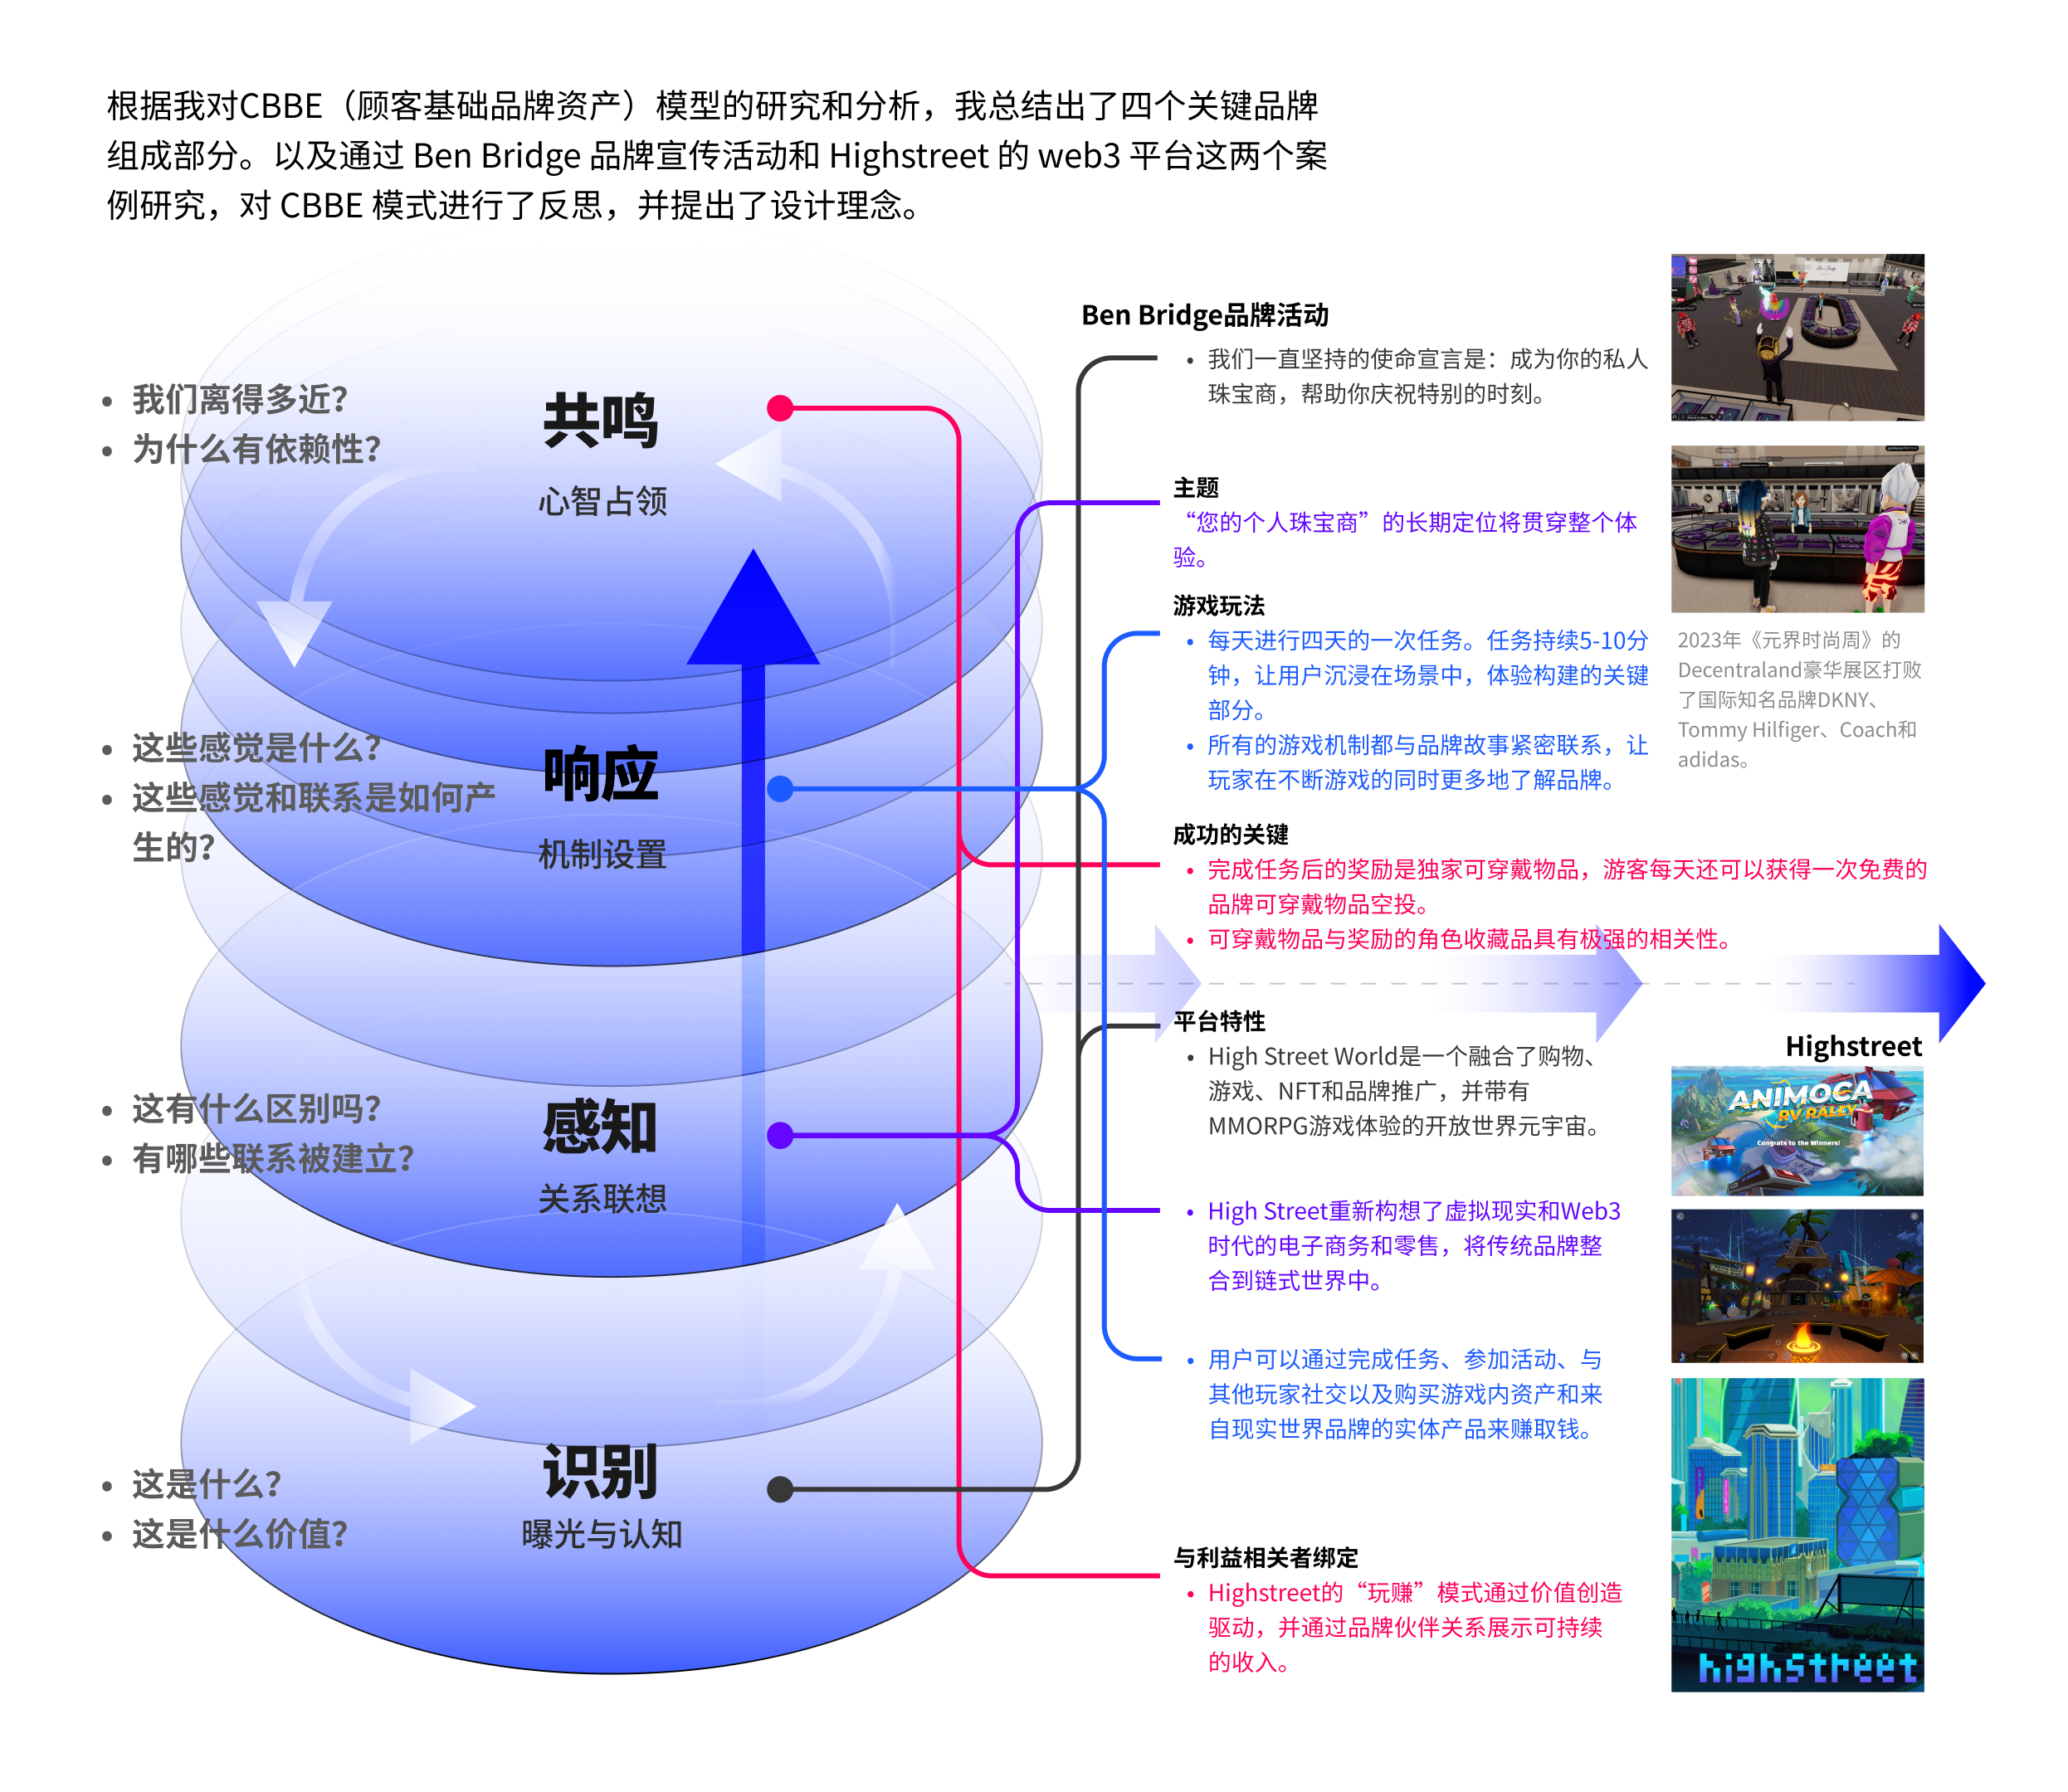 根据我对CBBE（顾客基础品牌资产）模型的研究和分析，我总结出了四个关键品牌
组成部分。以及通过 Ben Bridge 品牌宣传活动和 Highstreet 的 web3 平台这两个案
例研究，对 CBBE 模式进行了反思，并提出了设计理念。
• 我们离得多近？
• 为什么有依赖性？
共鸣
心智占领
• 这些感觉是什么？
• 这些感觉和联系是如何产
生的？
响应
机制设置
• 这有什么区别吗？
• 有哪些联系被建立？
感知
关系联想
• 这是什么？
• 这是什么价值？
识别
曝光与认知
Ben Bridge品牌活动
• 我们一直坚持的使命宣言是：成为你的私人
珠宝商，帮助你庆祝特别的时刻。
主题
“您的个人珠宝商”的长期定位将贯穿整个体
验。
游戏玩法
• 每天进行四天的一次任务。任务持续5-10分
钟，让用户沉浸在场景中，体验构建的关键
部分。
• 所有的游戏机制都与品牌故事紧密联系，让
玩家在不断游戏的同时更多地了解品牌。
2023年《元界时尚周》的
Decentraland豪华展区打败
了国际知名品牌DKNY、
Tommy Hilfiger、Coach和
adidas。
成功的关键
• 完成任务后的奖励是独家可穿戴物品，游客每天还可以获得一次免费的
品牌可穿戴物品空投。
• 可穿戴物品与奖励的角色收藏品具有极强的相关性。
平台特性
• High Street World是一个融合了购物、
游戏、NFT和品牌推广，并带有
MMORPG游戏体验的开放世界元宇宙。
• High Street重新构想了虚拟现实和Web3
时代的电子商务和零售，将传统品牌整
合到链式世界中。
• 用户可以通过完成任务、参加活动、与
其他玩家社交以及购买游戏内资产和来
自现实世界品牌的实体产品来赚取钱。
与利益相关者绑定
• Highstreet的“玩赚”模式通过价值创造
驱动，并通过品牌伙伴关系展示可持续
的收入。
Highstreet
ANIMOCA
RV RALLY
Congrats to the Winners!
highstreet